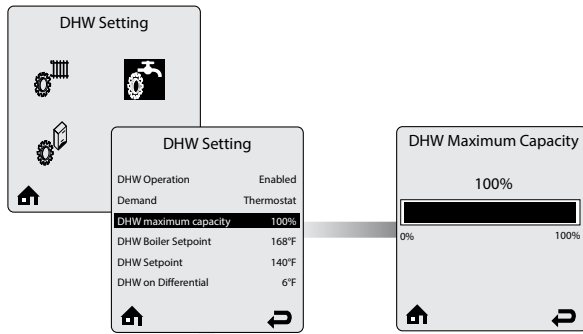 DHW Setting
DHW Setting
DHW Operation Enabled
Demand Thermostat
DHW maximum capacity 100%
DHW Boiler Setpoint 168°F
DHW Setpoint 140°F
DHW on Differential 6°F
DHW Maximum Capacity
100%
0% 100%